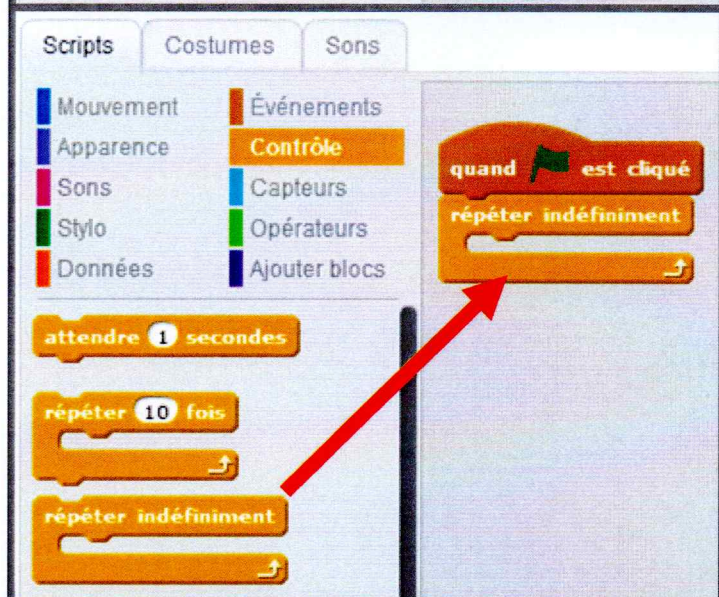 Scripts Costumes Sons
Mouvement Événements
Apparence Contrôle
Sons Capteurs
Stylo Opérateurs
Données Ajouter blocs
attendre 1 secondes
répéter 10 fois
répéter indéfiniment
quand est cliqué
répéter indéfiniment